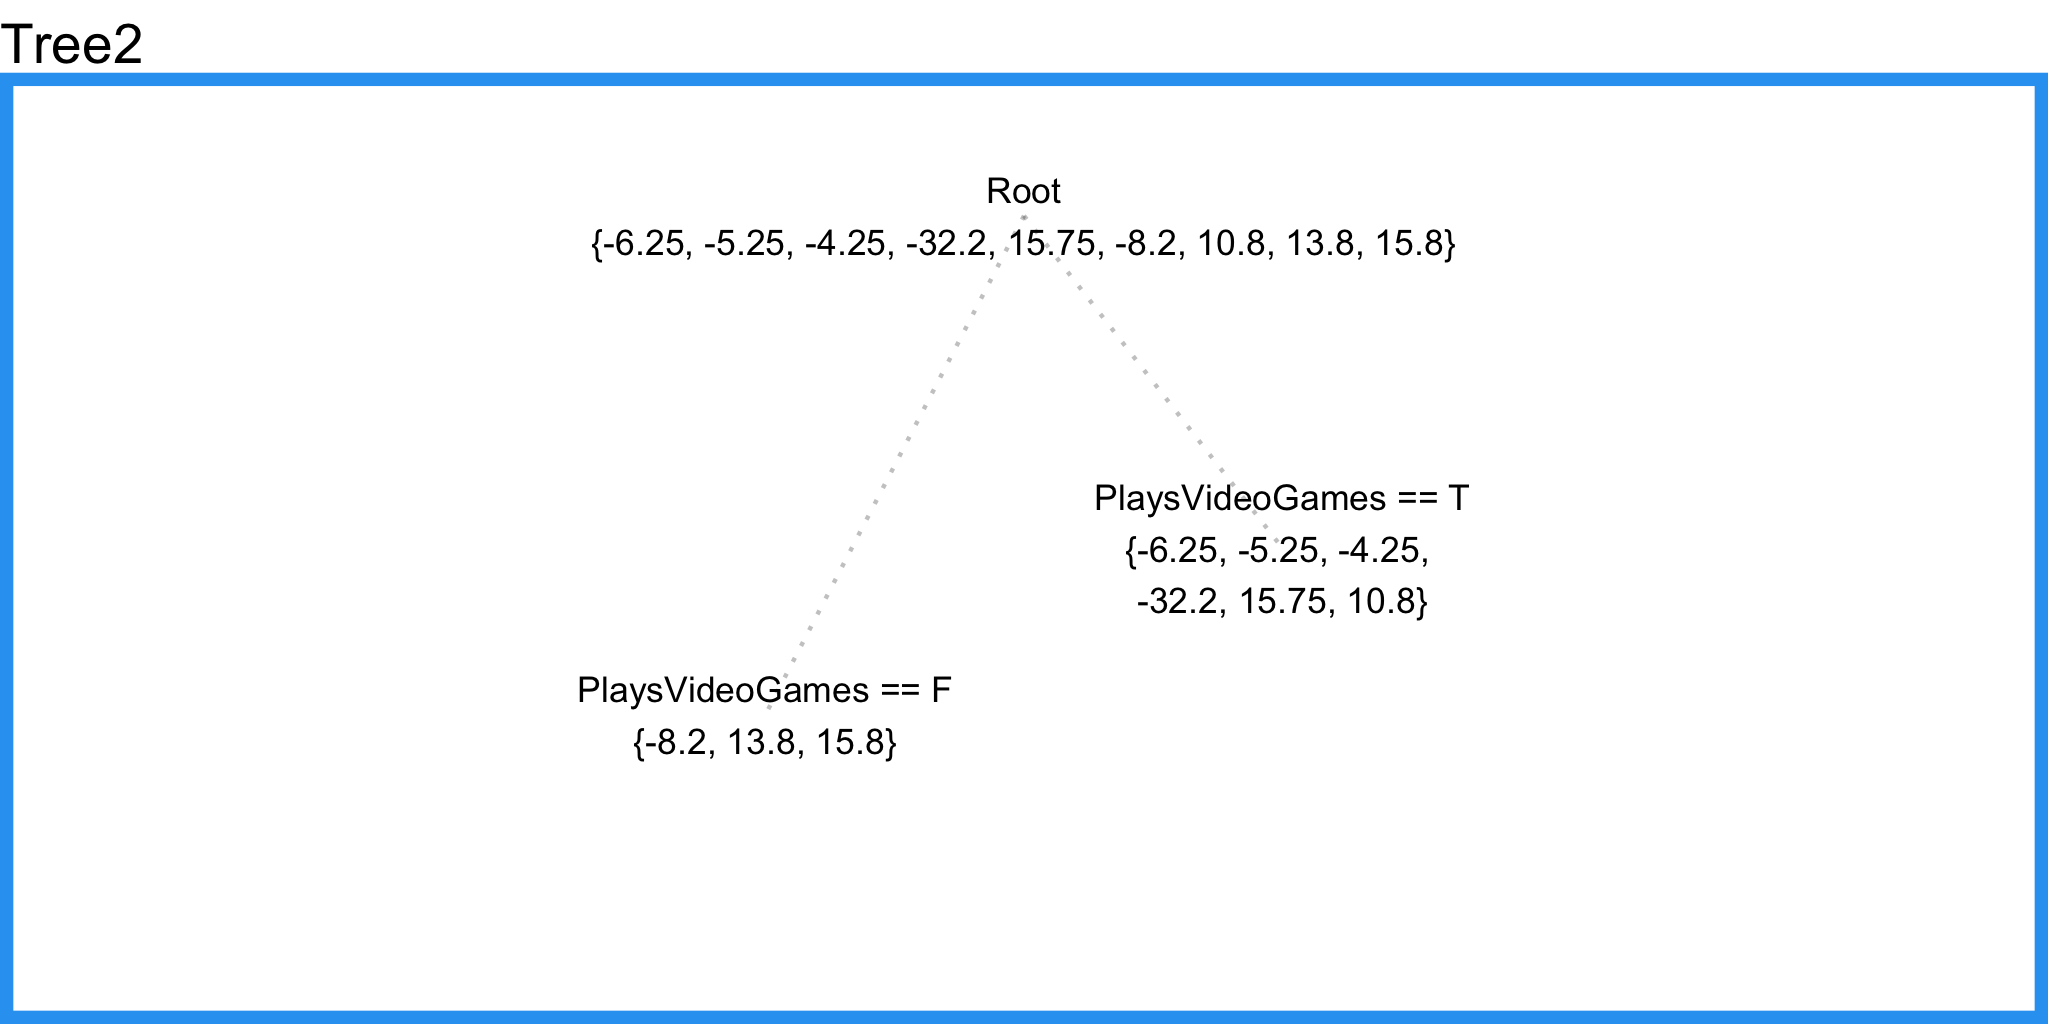 Tree2
Root
{-6.25, -5.25, -4.25, -32.2, 15.75, -8.2, 10.8, 13.8, 15.8}
PlaysVideoGames == T
{-6.25, -5.25, -4.25,
-32.2, 15.75, 10.8}
PlaysVideoGames == F
{-8.2, 13.8, 15.8}